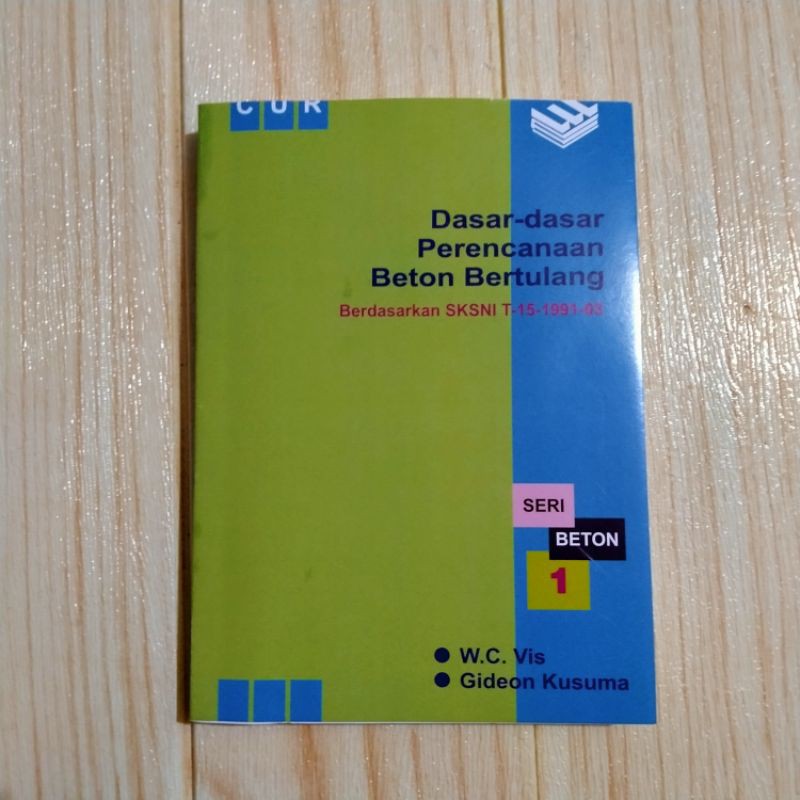 CUR
Dasar-dasar
Perencanaan
Beton Bertulang
Berdasarkan SKSNI T-15-1991-03
SERI
BETON
1
W.C. Vis
Gideon Kusuma